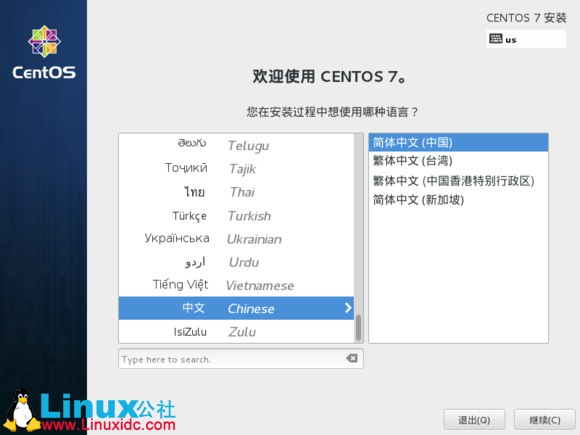 CENTOS 7 安装
us
CentOS
欢迎使用 CENTOS 7。
您在安装过程中想使用哪种语言？
తెలుగు Telugu
Тоҷикӣ Tajik
ไทย Thai
Türkçe Turkish
Українська Ukrainian
اردو Urdu
Tiếng Việt Vietnamese
中文 Chinese
IsiZulu Zulu
简体中文 (中国)
繁体中文 (台湾)
繁体中文 (中国香港特别行政区)
简体中文 (新加坡)
Type here to search.
Linux公社
www.Linuxidc.com
退出(Q)
继续(C)